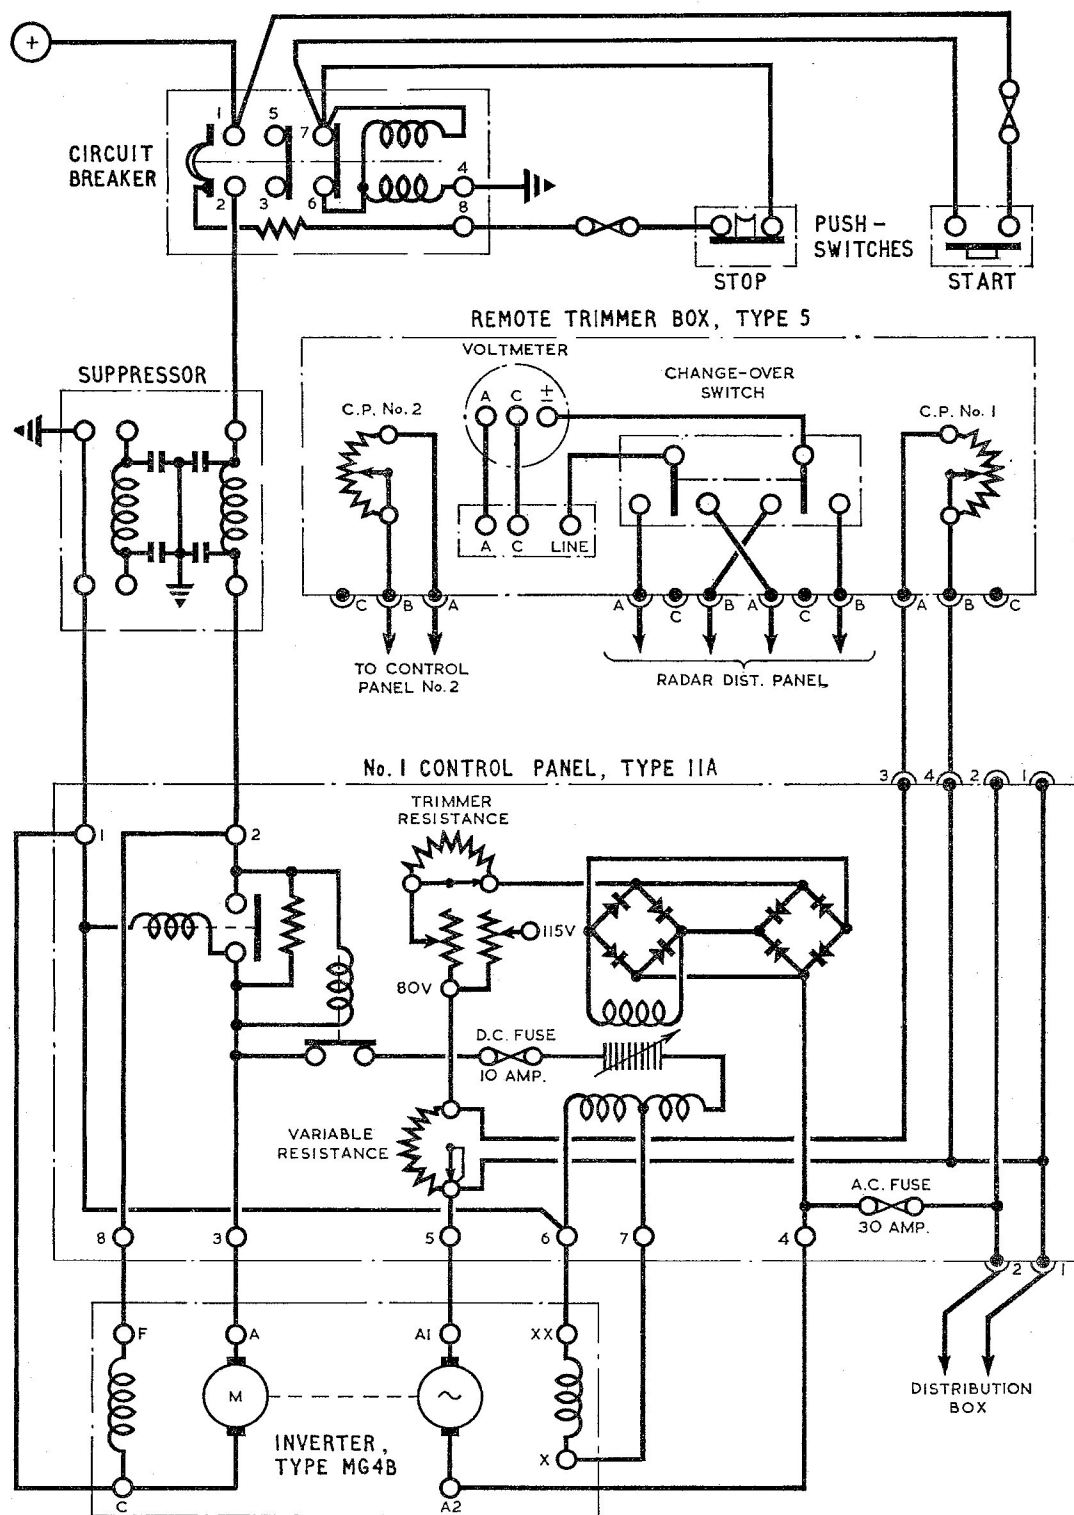 +
1 5 7
CIRCUIT
BREAKER
4
2 3 6 8
PUSH-
SWITCHES
STOP
START
REMOTE TRIMMER BOX, TYPE 5
VOLTMETER
SUPPRESSOR
CHANGE-OVER
SWITCH
A C ±
C.P. No. 2
C.P. No. 1
A C LINE
C B A
A C B A C B
A B C
TO CONTROL
PANEL No. 2
RADAR DIST. PANEL
No. 1 CONTROL PANEL, TYPE 11A
3 4 2 1
TRIMMER
RESISTANCE
1 2
115V
80V
D.C. FUSE
10 AMP.
VARIABLE
RESISTANCE
A.C. FUSE
30 AMP.
8 3 5 6 7 4
2 1
F A A1 XX
M ~
DISTRIBUTION
BOX
INVERTER,
TYPE MG4B
X
C A2